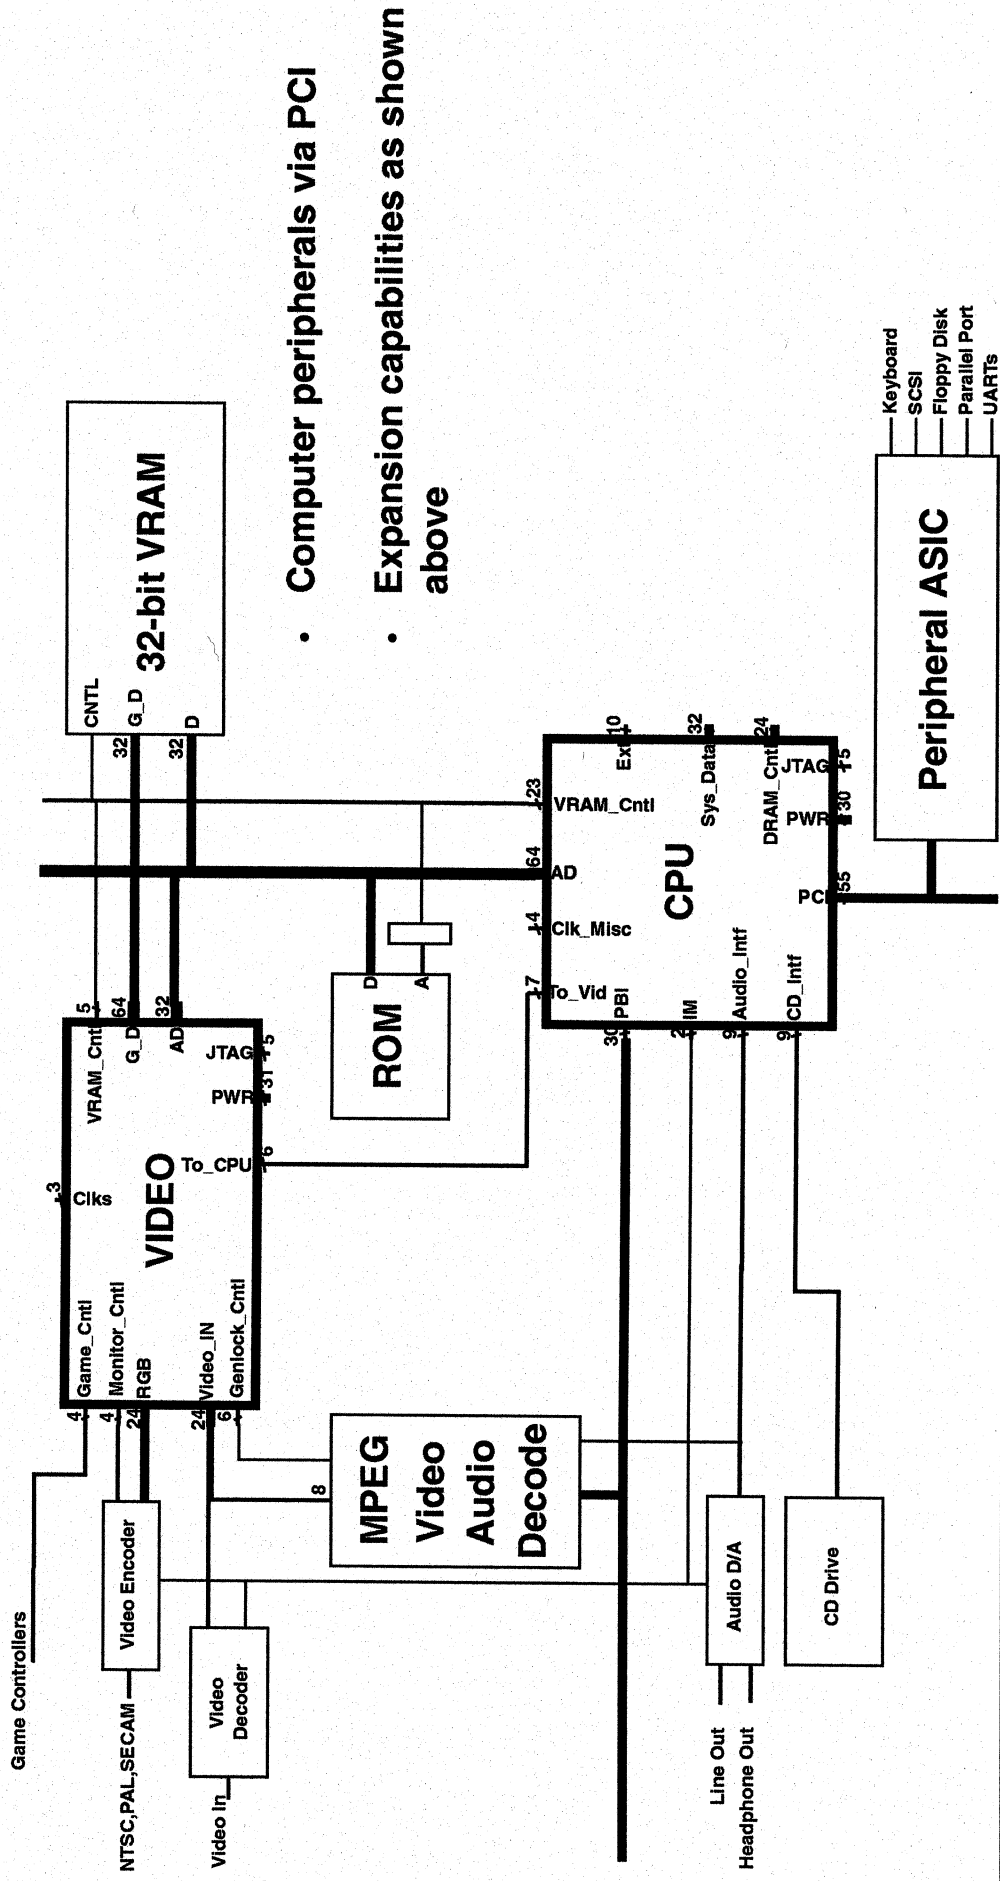 Game Controllers
NTSC,PAL,SECAM
Video In
Video Encoder
Video
Decoder
4
4
24
24
6
Game_Cntl
Monitor_Cntl
RGB
Video_IN
Genlock_Cntl
3
Clks
VIDEO
To_CPU
6
PWR
31
JTAG
5
VRAM_Cntl
5
G_D
64
AD
32
32-bit VRAM
CNTL
G_D
32
D
32
• Computer peripherals via PCI
• Expansion capabilities as shown
above
MPEG
Video
Audio
Decode
8
ROM
D
A
CPU
7
To_Vid
4
Clk_Misc
64
AD
23
VRAM_Cntl
30
PBI
2
IM
9
Audio_Intf
9
CD_Intf
10
Ext
32
Sys_Data
24
DRAM_Cntl
JTAG
5
PWR
30
PCI
55
Line Out
Headphone Out
Audio D/A
CD Drive
Peripheral ASIC
Keyboard
SCSI
Floppy Disk
Parallel Port
UARTs